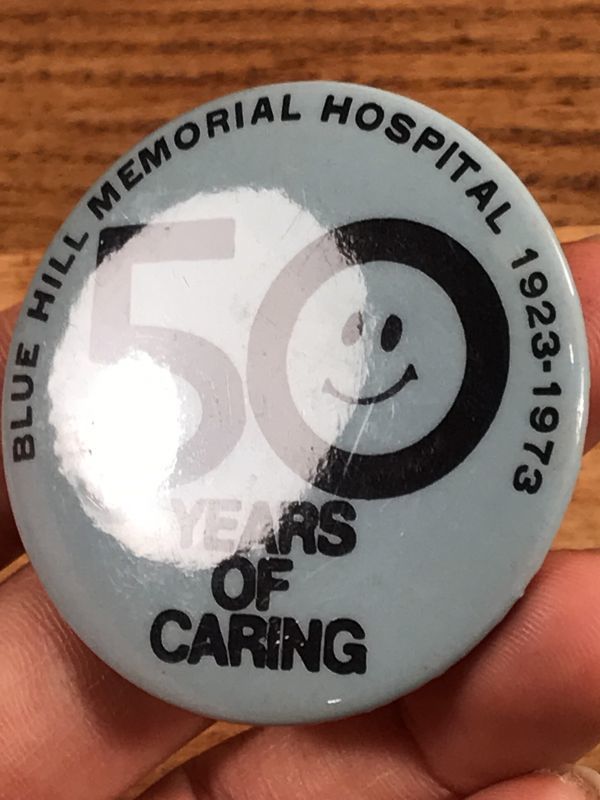 BLUE HILL MEMORIAL HOSPITAL 1923-1973
50
YEARS
OF
CARING